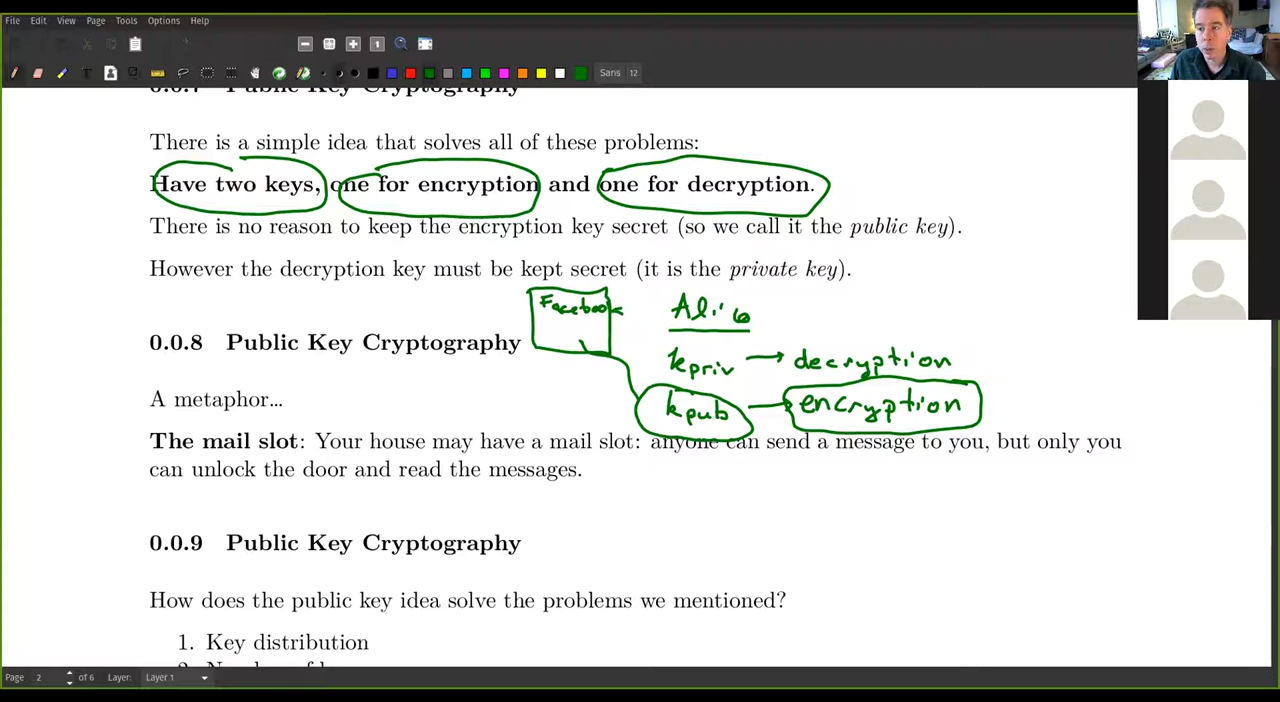 File Edit View Page Tools Options Help
Sans 12
0.0.7 Public Key Cryptography
There is a simple idea that solves all of these problems:
Have two keys, one for encryption and one for decryption.
There is no reason to keep the encryption key secret (so we call it the public key).
However the decryption key must be kept secret (it is the private key).
Facebook
Alice
kpriv → decryption
kpub → encryption
0.0.8 Public Key Cryptography
A metaphor...
The mail slot: Your house may have a mail slot: anyone can send a message to you, but only you
can unlock the door and read the messages.
0.0.9 Public Key Cryptography
How does the public key idea solve the problems we mentioned?
1. Key distribution
Page 2 of 6 Layer: Layer 1